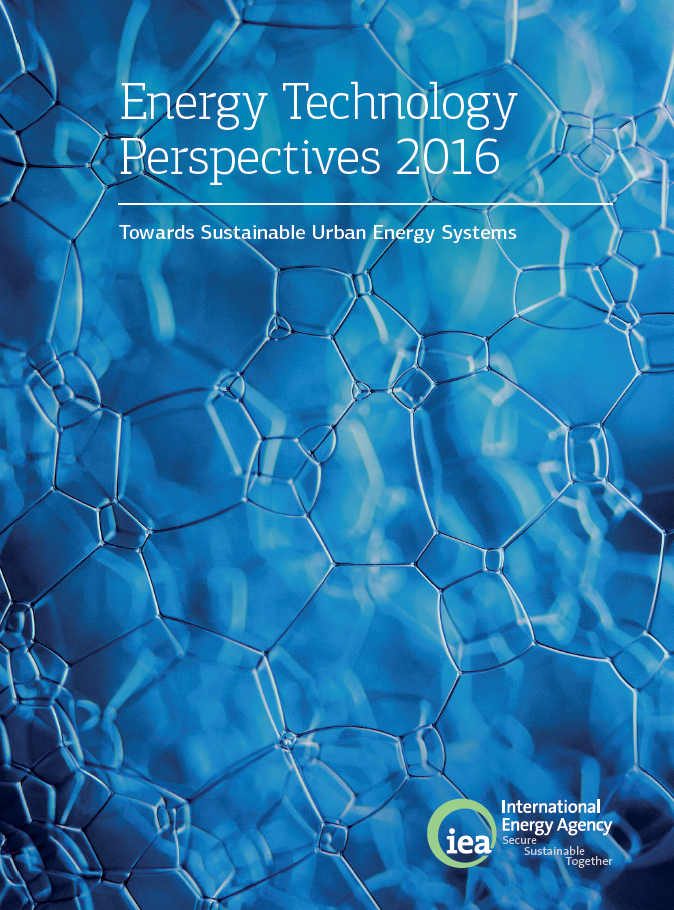 Energy Technology
Perspectives 2016
Towards Sustainable Urban Energy Systems
iea
International
Energy Agency
Secure
Sustainable
Together